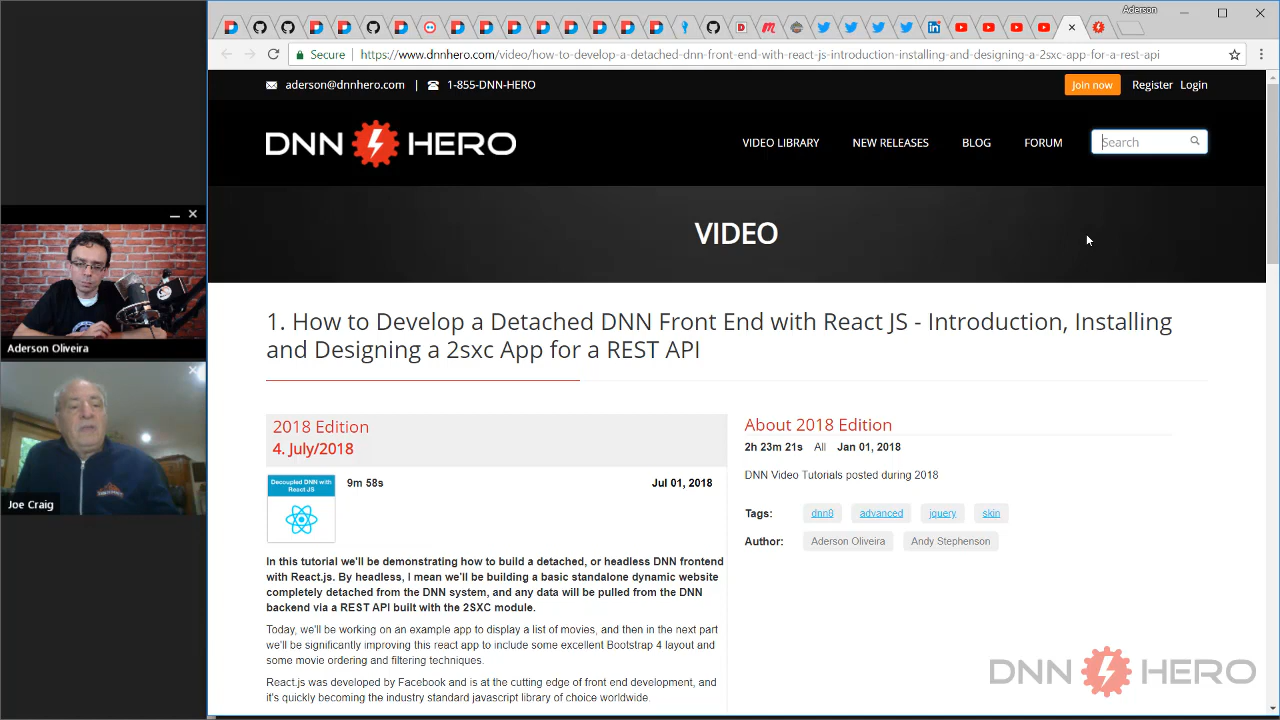 Aderson
Secure
https://www.dnnhero.com/video/how-to-develop-a-detached-dnn-front-end-with-react-js-introduction-installing-and-designing-a-2sxc-app-for-a-rest-api
aderson@dnnhero.com | 1-855-DNN-HERO
Join now Register Login
DNN HERO
VIDEO LIBRARY NEW RELEASES BLOG FORUM Search
VIDEO
1. How to Develop a Detached DNN Front End with React JS - Introduction, Installing
and Designing a 2sxc App for a REST API
2018 Edition
4. July/2018
Decoupled DNN with
React JS
9m 58s Jul 01, 2018
In this tutorial we'll be demonstrating how to build a detached, or headless DNN frontend
with React.js. By headless, I mean we'll be building a basic standalone dynamic website
completely detached from the DNN system, and any data will be pulled from the DNN
backend via a REST API built with the 2SXC module.
Today, we'll be working on an example app to display a list of movies, and then in the next part
we'll be significantly improving this react app to include some excellent Bootstrap 4 layout and
some movie ordering and filtering techniques.
React.js was developed by Facebook and is at the cutting edge of front end development, and
it's quickly becoming the industry standard javascript library of choice worldwide.
About 2018 Edition
2h 23m 21s All Jan 01, 2018
DNN Video Tutorials posted during 2018
Tags: dnn8 advanced jquery skin
Author: Aderson Oliveira Andy Stephenson
Aderson Oliveira
Joe Craig
DNN HERO